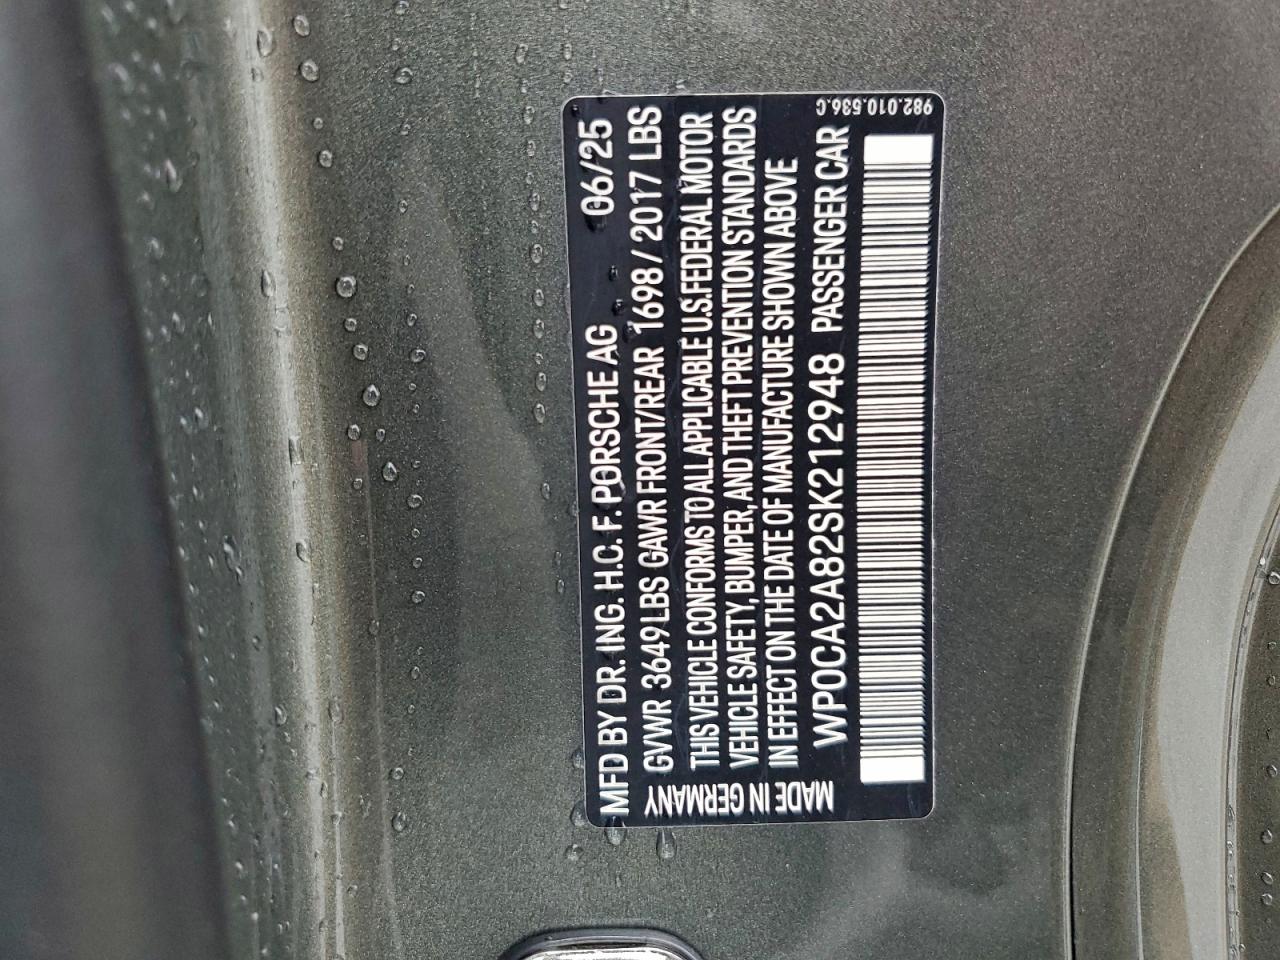 MFD BY DR. ING. H.C. F. PORSCHE AG 06/25
GVWR 3649 LBS GAWR FRONT/REAR 1698 / 2017 LBS
THIS VEHICLE CONFORMS TO ALL APPLICABLE U.S. FEDERAL MOTOR
VEHICLE SAFETY, BUMPER, AND THEFT PREVENTION STANDARDS
IN EFFECT ON THE DATE OF MANUFACTURE SHOWN ABOVE
WP0CA2A82SK212948 PASSENGER CAR
MADE IN GERMANY
982.010.536.C